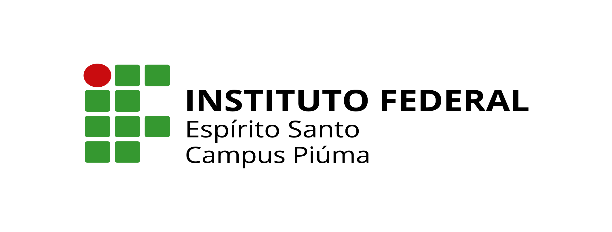 INSTITUTO FEDERAL
Espírito Santo
Campus Piúma